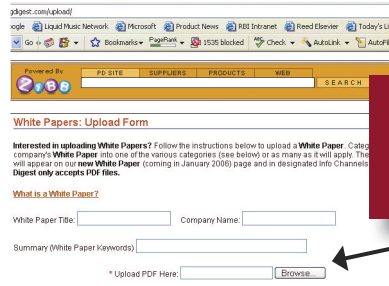 gdigest.com/upload/
ogle Liquid Music Network Microsoft Product News RBI Intranet Reed Elsevier Today's Li
Go Bookmarks PageRank 1535 blocked Check AutoLink AutoFil
Powered By PD SITE SUPPLIERS PRODUCTS WEB
ZIBB SEARCH
White Papers: Upload Form
Interested in uploading White Papers? Follow the instructions below to upload a White Paper. Categ
company's White Paper into one of the various categories (see below) or as many as it will apply. The
will appear on our new White Paper (coming in January 2006) page and in designated Info Channels
Digest only accepts PDF files.
What is a White Paper?
White Paper Title: Company Name:
Summary (White Paper Keywords)
* Upload PDF Here: Browse...